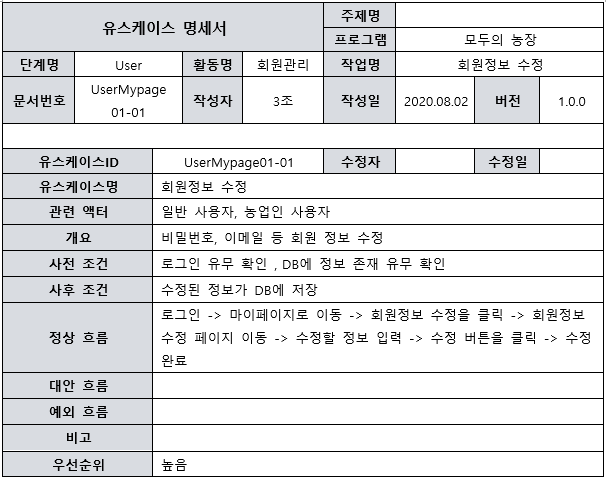 유스케이스 명세서 주제명
프로그램 모두의 농장
단계명 User 활동명 회원관리 작업명 회원정보 수정
문서번호 UserMypage
01-01 작성자 3조 작성일 2020.08.02 버전 1.0.0
유스케이스ID UserMypage01-01 수정자 수정일
유스케이스명 회원정보 수정
관련 액터 일반 사용자, 농업인 사용자
개요 비밀번호, 이메일 등 회원 정보 수정
사전 조건 로그인 유무 확인 , DB에 정보 존재 유무 확인
사후 조건 수정된 정보가 DB에 저장
정상 흐름 로그인 -> 마이페이지로 이동 -> 회원정보 수정을 클릭 -> 회원정보
수정 페이지 이동 -> 수정할 정보 입력 -> 수정 버튼을 클릭 -> 수정
완료
대안 흐름
예외 흐름
비고
우선순위 높음